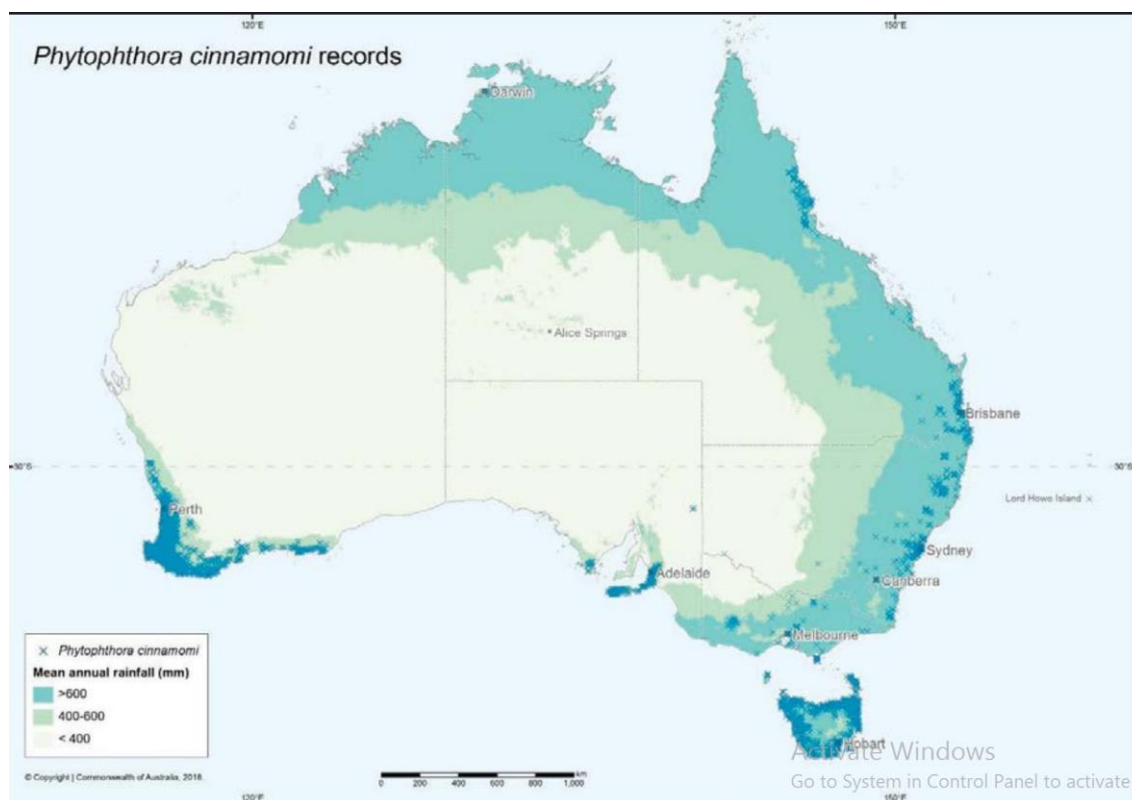 120°E
150°E
Phytophthora cinnamomi records
Darwin
Alice Springs
Brisbane
30°S
30°S
Lord Howe Island
Perth
Sydney
Adelaide
Canberra
Melbourne
Phytophthora cinnamomi
Mean annual rainfall (mm)
>600
400-600
< 400
Hobart
Activate Windows
Go to System in Control Panel to activate
© Copyright | Commonwealth of Australia, 2018.
0 200 400 600 800 1,000 km
120°E
150°E